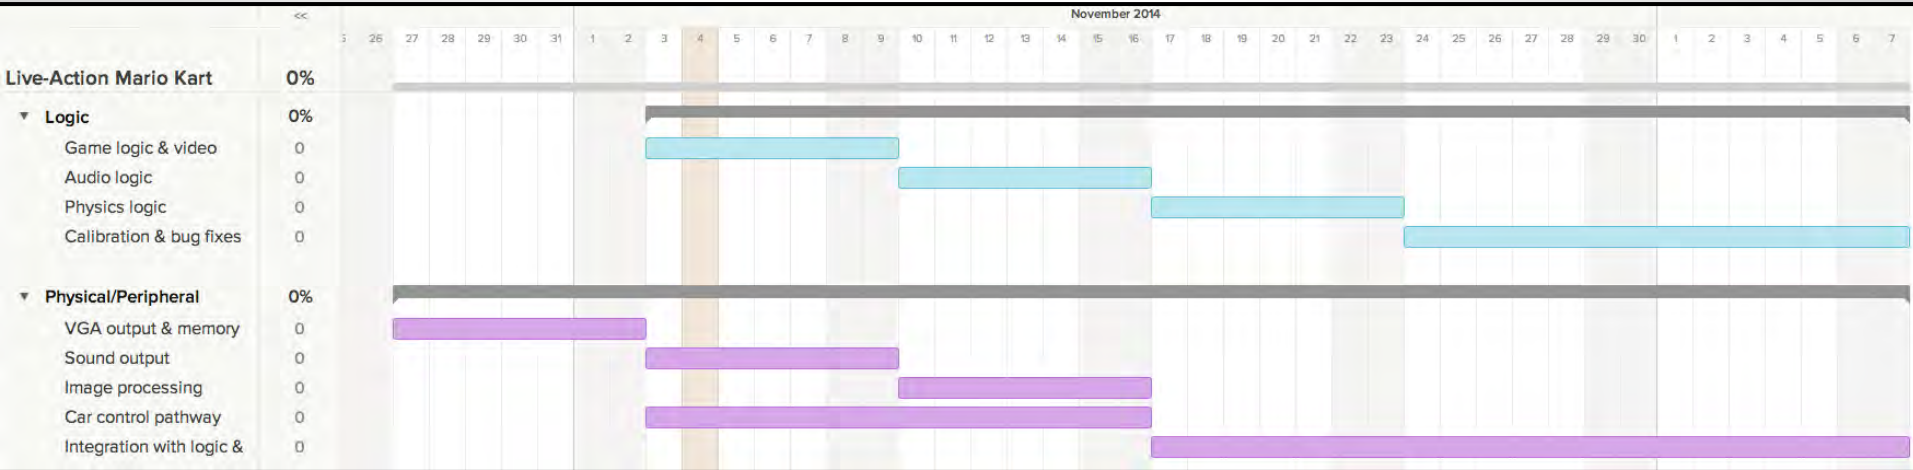 << November 2014
26 27 28 29 30 31 1 2 3 4 5 6 7 8 9 10 11 12 13 14 15 16 17 18 19 20 21 22 23 24 25 26 27 28 29 30 1 2 3 4 5 6 7
Live-Action Mario Kart 0%
▼ Logic 0%
Game logic & video 0
Audio logic 0
Physics logic 0
Calibration & bug fixes 0
▼ Physical/Peripheral 0%
VGA output & memory 0
Sound output 0
Image processing 0
Car control pathway 0
Integration with logic & 0